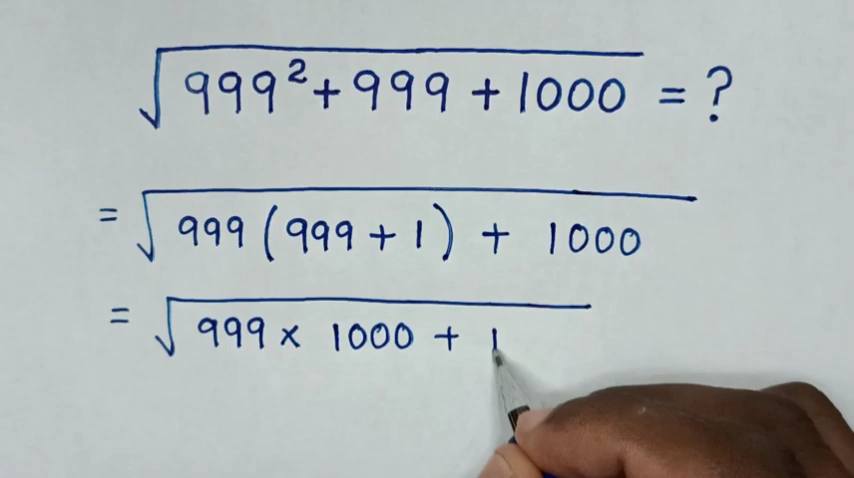 √999²+999+1000 = ?
= √999(999+1) + 1000
= √999 × 1000 + 1